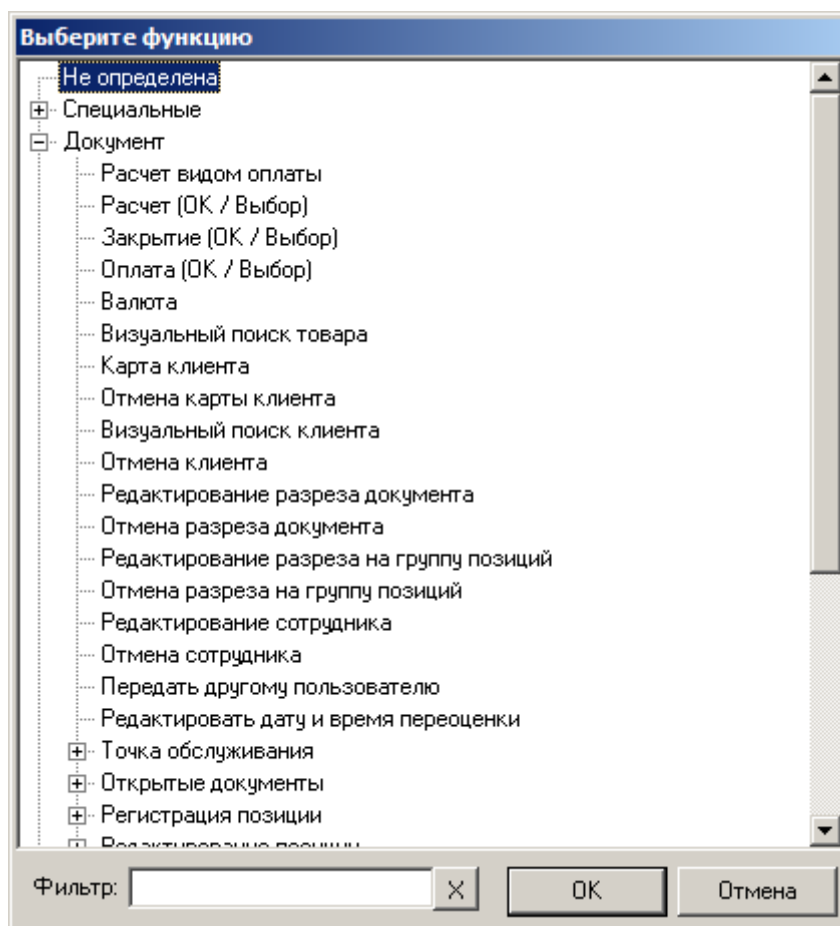 Выберите функцию
Не определена
Специальные
Документ
Расчет видом оплаты
Расчет (ОК / Выбор)
Закрытие (ОК / Выбор)
Оплата (ОК / Выбор)
Валюта
Визуальный поиск товара
Карта клиента
Отмена карты клиента
Визуальный поиск клиента
Отмена клиента
Редактирование разреза документа
Отмена разреза документа
Редактирование разреза на группу позиций
Отмена разреза на группу позиций
Редактирование сотрудника
Отмена сотрудника
Передать другому пользователю
Редактировать дату и время переоценки
Точка обслуживания
Открытые документы
Регистрация позиции
Редактирование позиции
Фильтр: X ОК Отмена